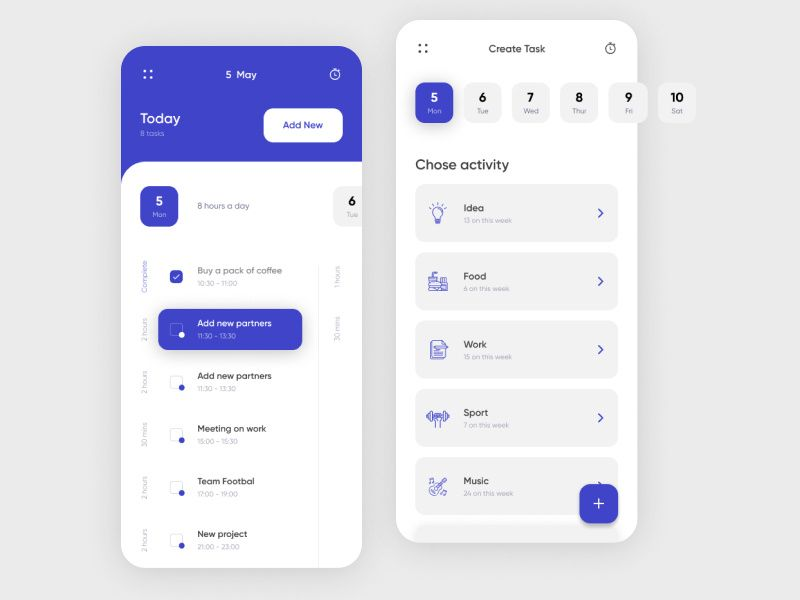 5 May
Today
8 tasks
Add New
5
Mon
8 hours a day
6
Tue
Complete
Buy a pack of coffee
10:30 - 11:00
1 hours
2 hours
Add new partners
11:30 - 13:30
30 mins
2 hours
Add new partners
11:30 - 13:30
30 mins
Meeting on work
15:00 - 15:30
2 hours
Team Footbal
17:00 - 19:00
2 hours
New project
21:00 - 23:00
Create Task
5 6 7 8 9 10
Mon Tue Wed Thur Fri Sat
Chose activity
Idea
13 on this week
Food
6 on this week
Work
15 on this week
Sport
7 on this week
Music
24 on this week